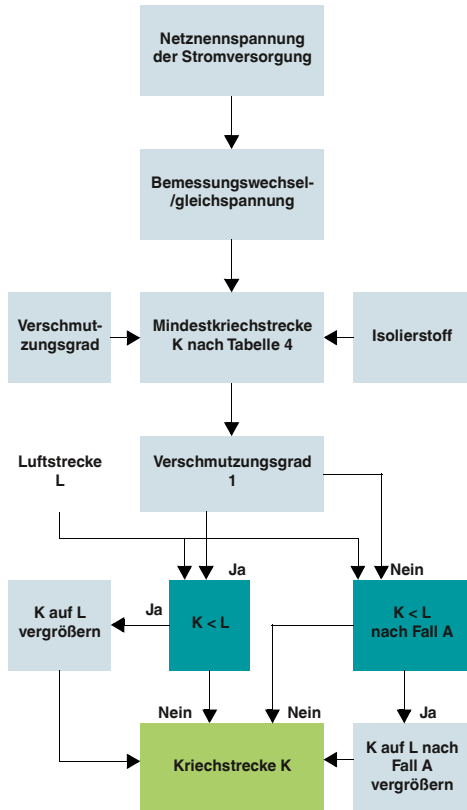 Netznennspannung
der Stromversorgung
Bemessungswechsel-
/gleichspannung
Verschmut-
zungsgrad
Mindestkriechstrecke
K nach Tabelle 4
Isolierstoff
Luftstrecke
L
Verschmutzungsgrad
1
Ja
Nein
K auf L
vergrößern
Ja
K < L
K < L
nach Fall A
Nein
Nein
Ja
Kriechstrecke K
K auf L nach
Fall A
vergrößern